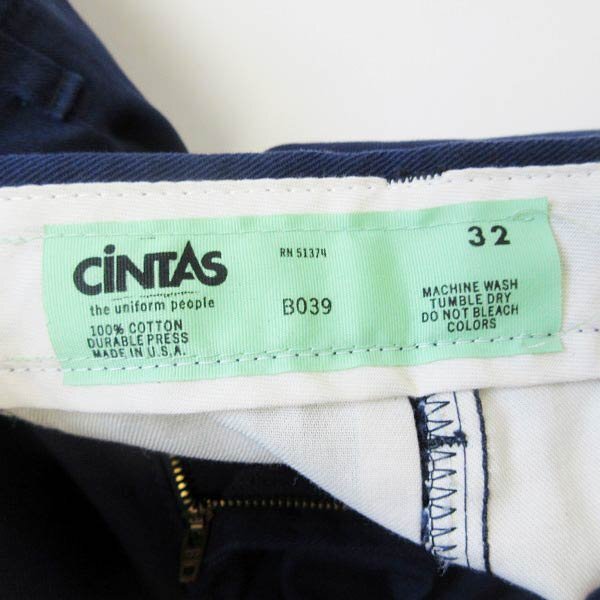 CiNTAS
the uniform people
100% COTTON
DURABLE PRESS
MADE IN U.S.A.
RN 51374
B039
32
MACHINE WASH
TUMBLE DRY
DO NOT BLEACH
COLORS